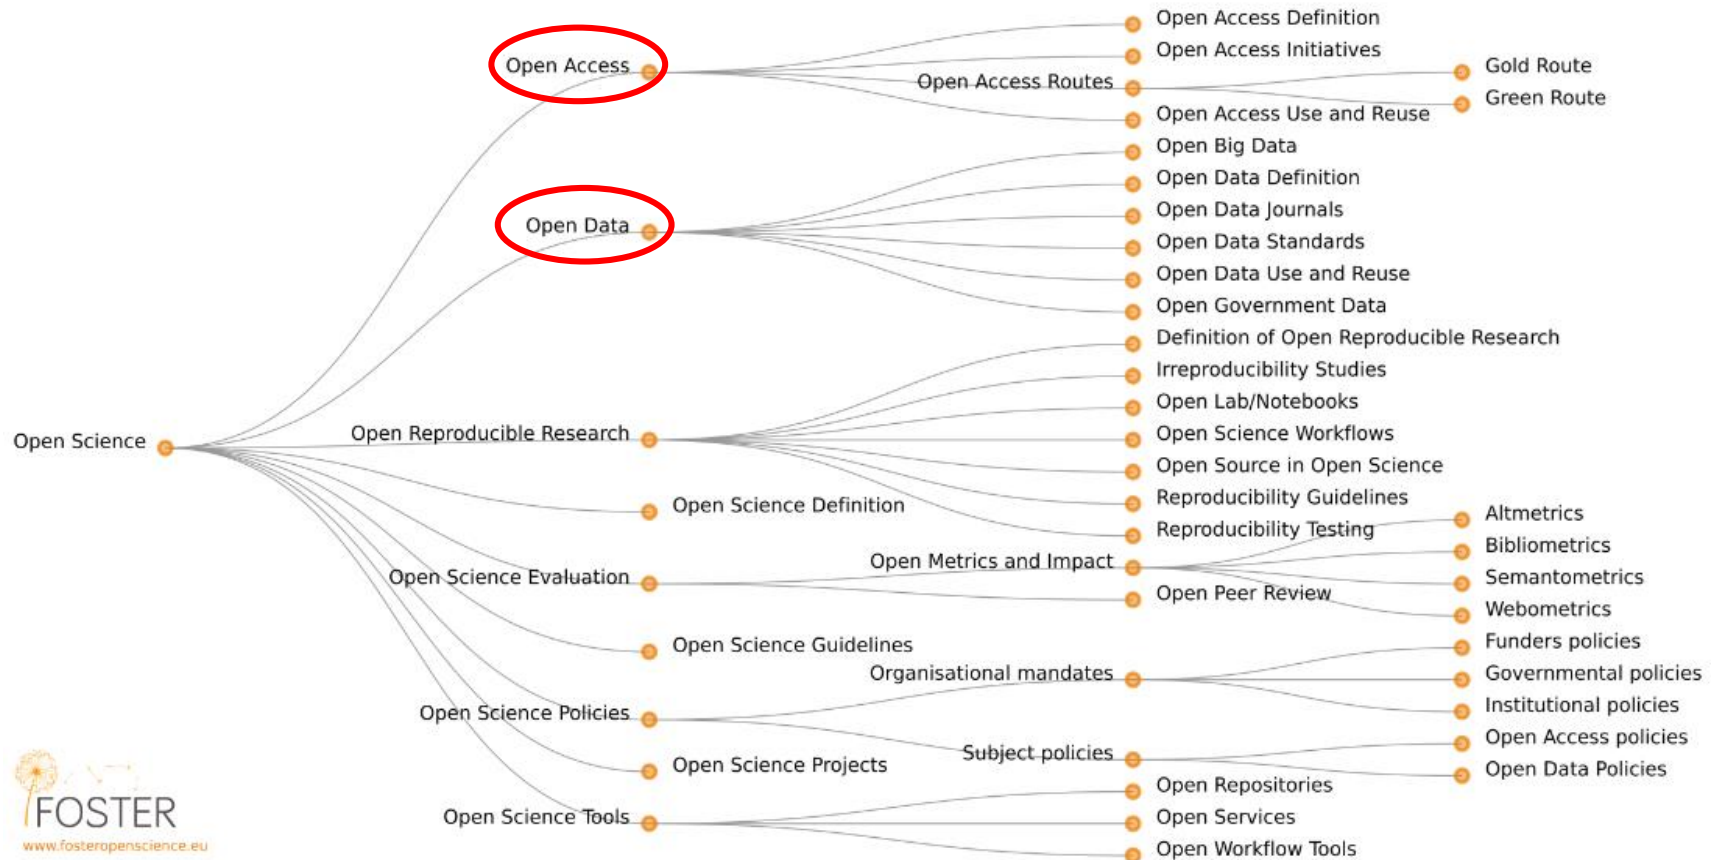 Open Science
Open Access
Open Access Definition
Open Access Initiatives
Open Access Routes
Gold Route
Green Route
Open Access Use and Reuse
Open Data
Open Big Data
Open Data Definition
Open Data Journals
Open Data Standards
Open Data Use and Reuse
Open Government Data
Open Reproducible Research
Definition of Open Reproducible Research
Irreproducibility Studies
Open Lab/Notebooks
Open Science Workflows
Open Source in Open Science
Reproducibility Guidelines
Reproducibility Testing
Open Science Definition
Open Science Evaluation
Open Metrics and Impact
Altmetrics
Bibliometrics
Semantometrics
Webometrics
Open Peer Review
Open Science Guidelines
Open Science Policies
Organisational mandates
Funders policies
Governmental policies
Institutional policies
Subject policies
Open Access policies
Open Data Policies
Open Science Projects
Open Science Tools
Open Repositories
Open Services
Open Workflow Tools
FOSTER
www.fosteropenscience.eu